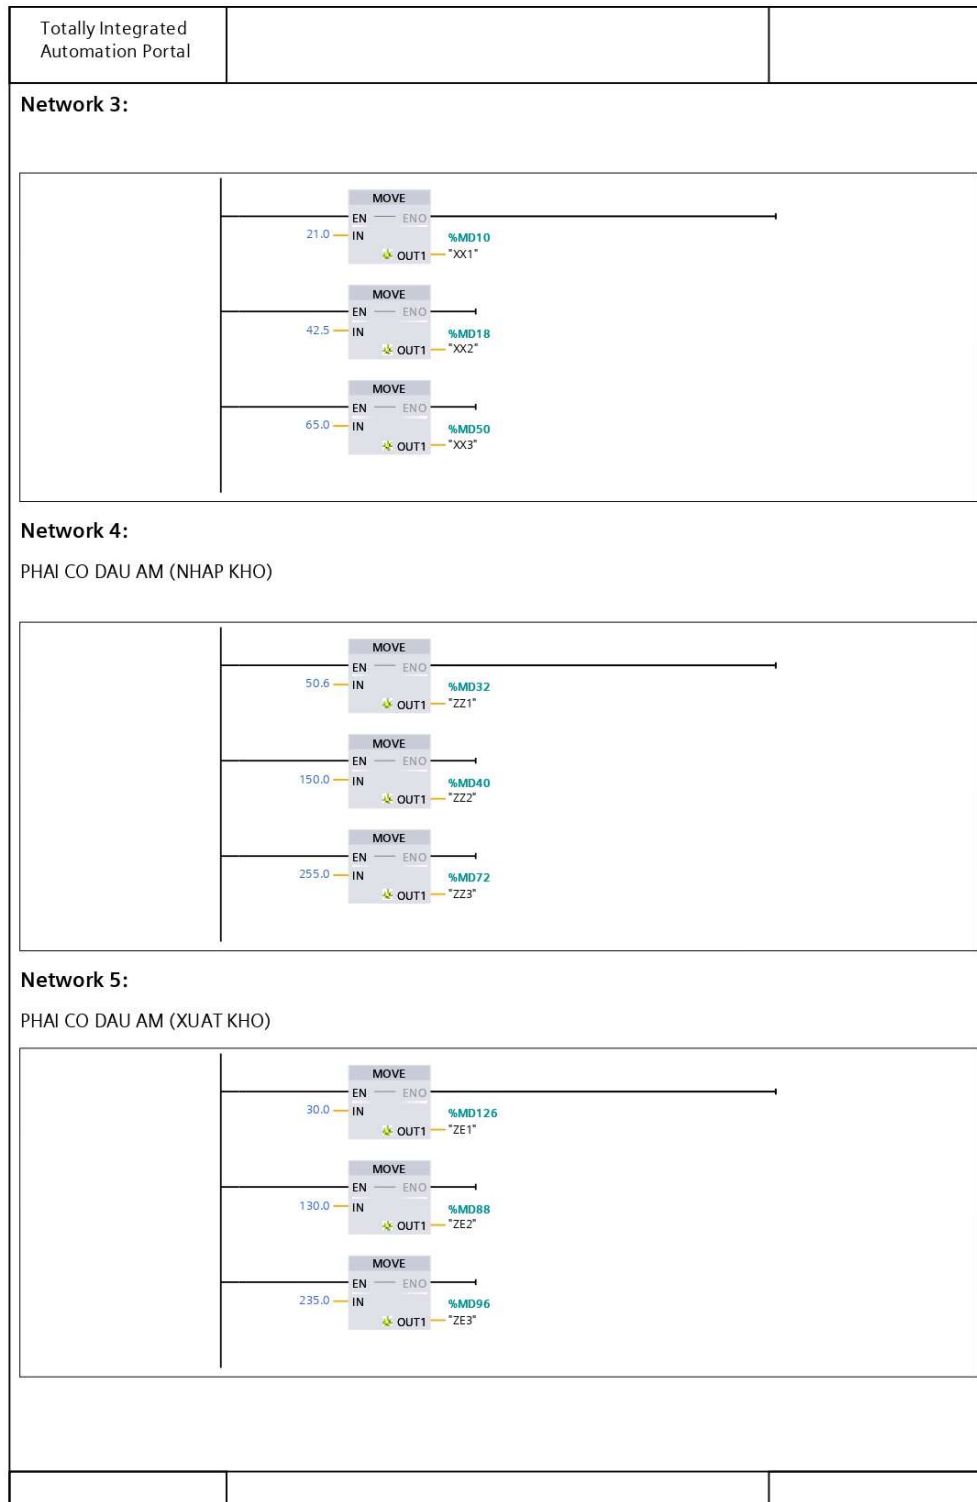 Totally Integrated
Automation Portal
Network 3:
MOVE
EN ENO
21.0 IN
%MD10
OUT1 "XX1"
MOVE
EN ENO
42.5 IN
%MD18
OUT1 "XX2"
MOVE
EN ENO
65.0 IN
%MD50
OUT1 "XX3"
Network 4:
PHAI CO DAU AM (NHAP KHO)
MOVE
EN ENO
50.6 IN
%MD32
OUT1 "ZZ1"
MOVE
EN ENO
150.0 IN
%MD40
OUT1 "ZZ2"
MOVE
EN ENO
255.0 IN
%MD72
OUT1 "ZZ3"
Network 5:
PHAI CO DAU AM (XUAT KHO)
MOVE
EN ENO
30.0 IN
%MD126
OUT1 "ZE1"
MOVE
EN ENO
130.0 IN
%MD88
OUT1 "ZE2"
MOVE
EN ENO
235.0 IN
%MD96
OUT1 "ZE3"